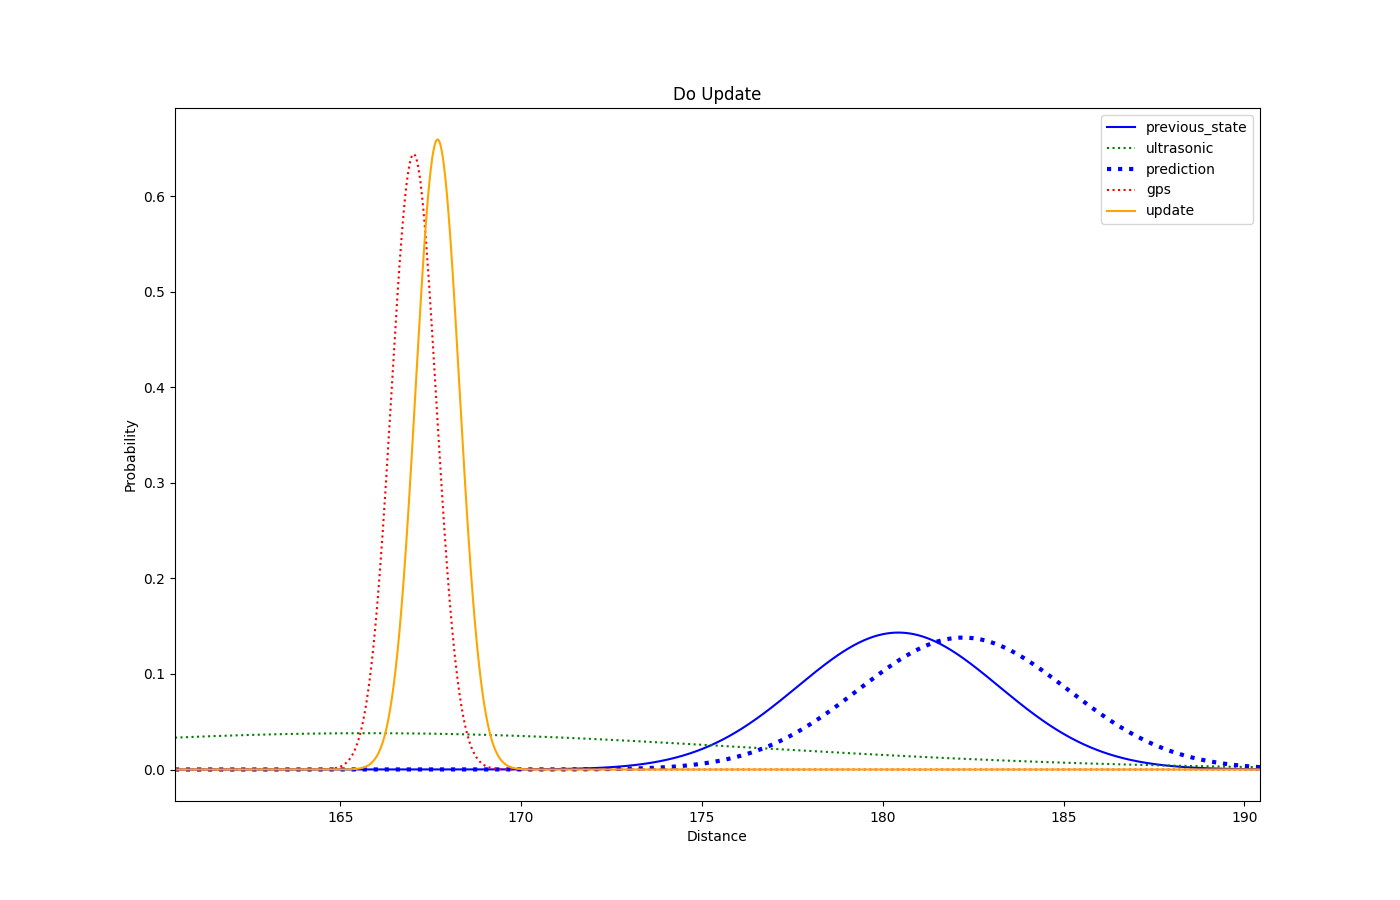 Do Update
previous_state
ultrasonic
prediction
gps
update
Probability
0.6
0.5
0.4
0.3
0.2
0.1
0.0
165 170 175 180 185 190
Distance